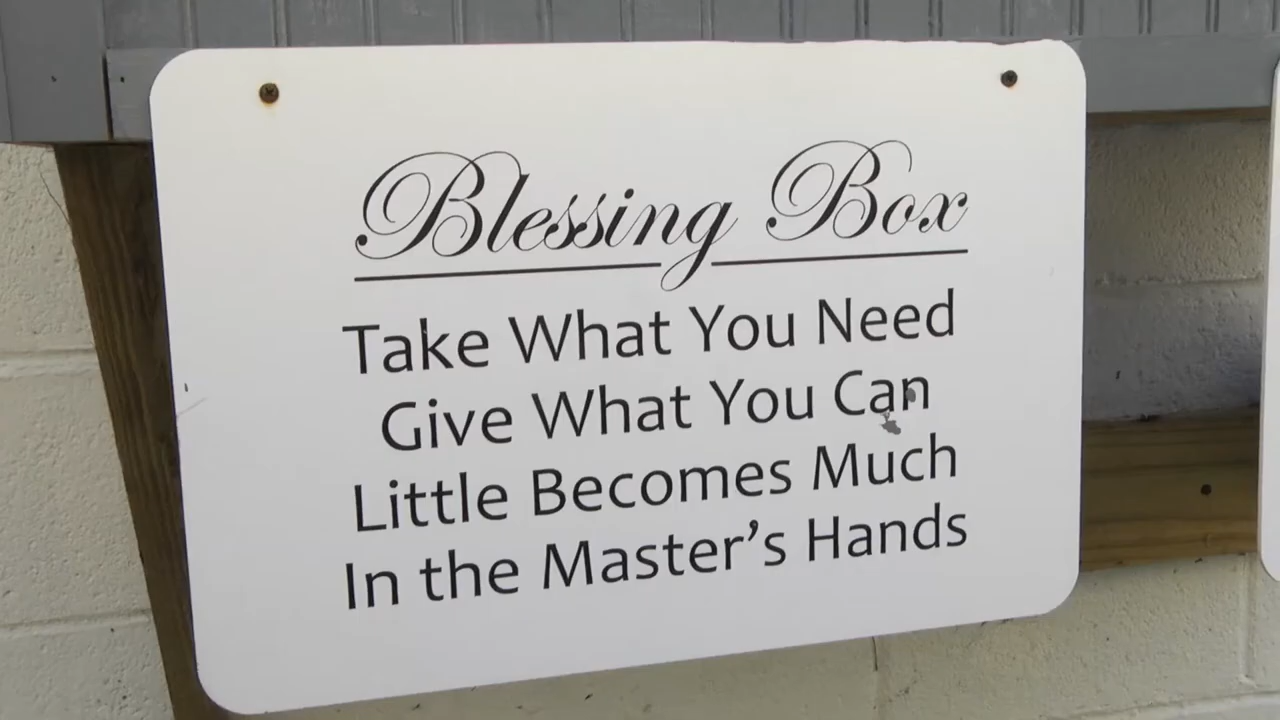 Blessing Box
Take What You Need
Give What You Can
Little Becomes Much
In the Master’s Hands